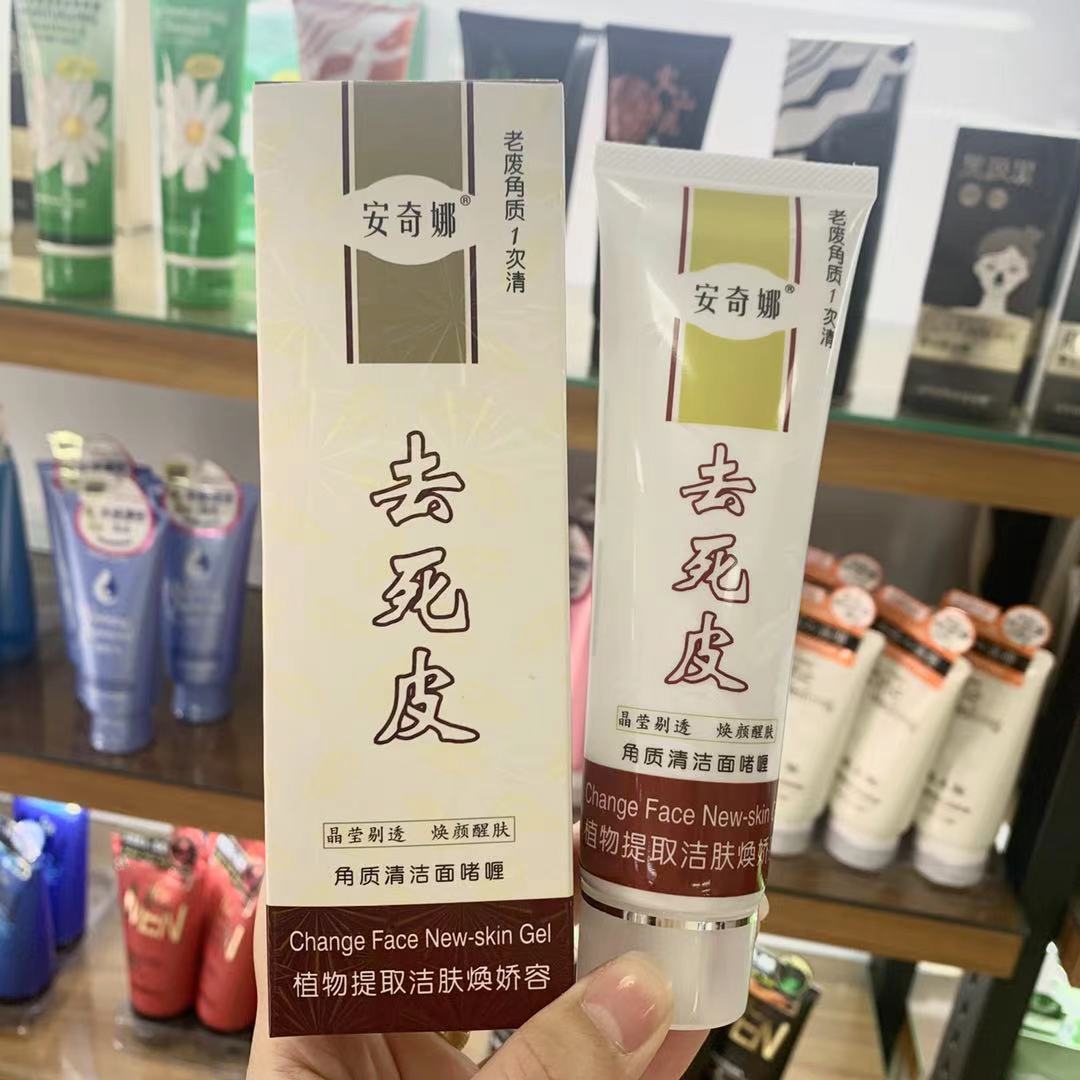 安奇娜®
老废角质1次清
去死皮
晶莹剔透 焕颜醒肤
角质清洁面啫喱
Change Face New-skin Gel
植物提取洁肤焕娇容
安奇娜®
老废角质1次清
去死皮
晶莹剔透 焕颜醒肤
角质清洁面啫喱
Change Face New-skin
植物提取洁肤焕娇